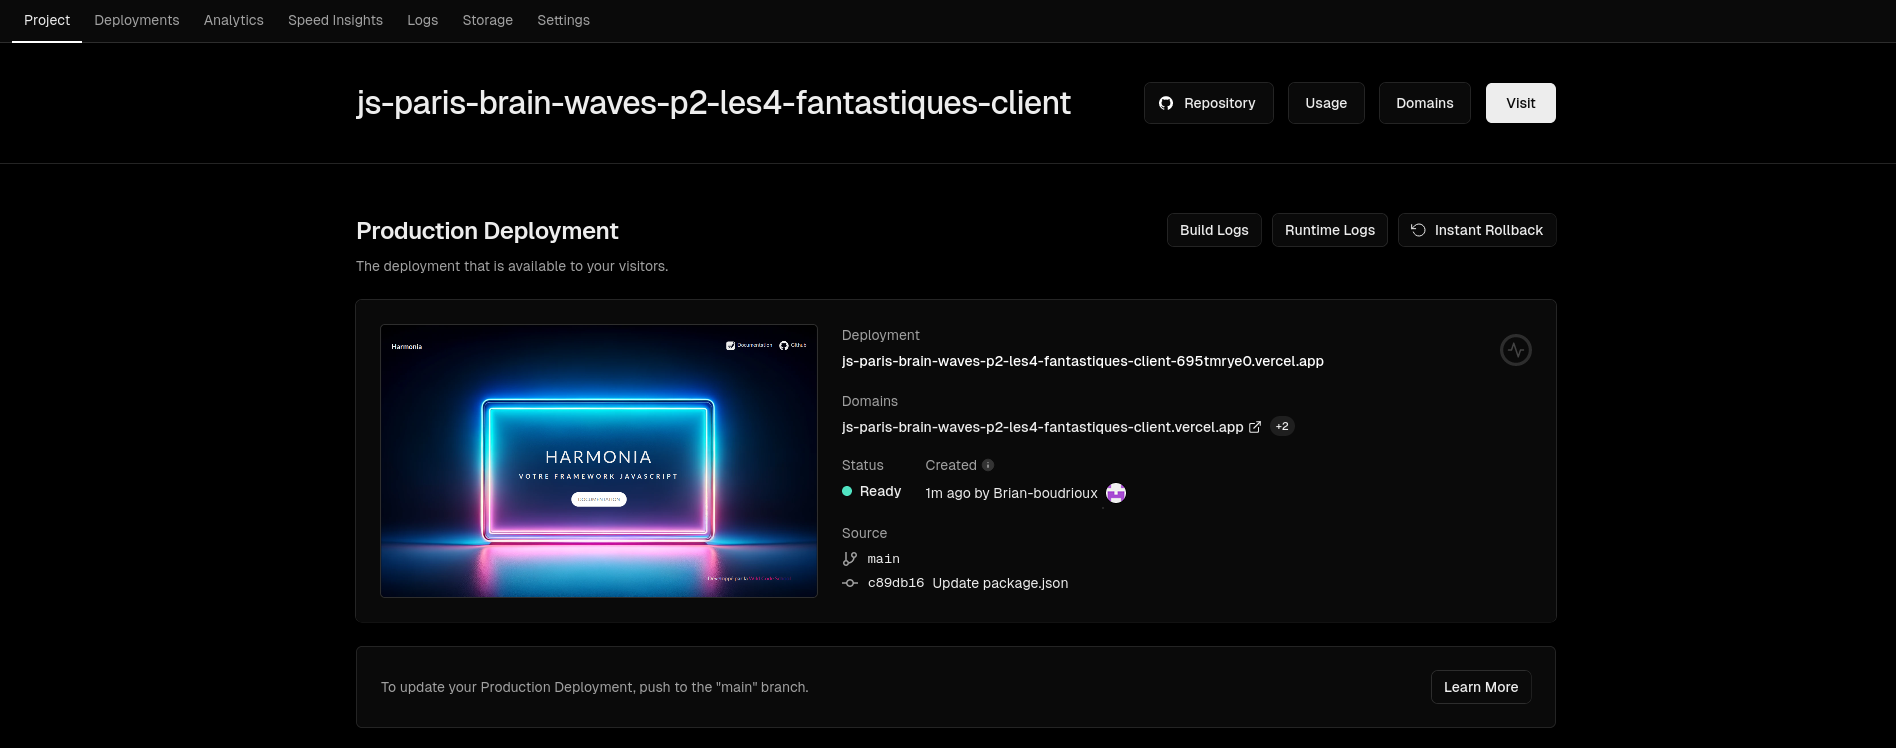 Project Deployments Analytics Speed Insights Logs Storage Settings
js-paris-brain-waves-p2-les4-fantastiques-client
Repository Usage Domains Visit
Production Deployment
Build Logs Runtime Logs Instant Rollback
The deployment that is available to your visitors.
Harmonia
Documentation Github
HARMONIA
VOTRE FRAMEWORK JAVASCRIPT
DOCUMENTATION
Développé par la
Deployment
js-paris-brain-waves-p2-les4-fantastiques-client-695tmrye0.vercel.app
Domains
js-paris-brain-waves-p2-les4-fantastiques-client.vercel.app +2
Status Created
Ready 1m ago by Brian-boudrioux
Source
main
c89db16 Update package.json
To update your Production Deployment, push to the "main" branch.
Learn More